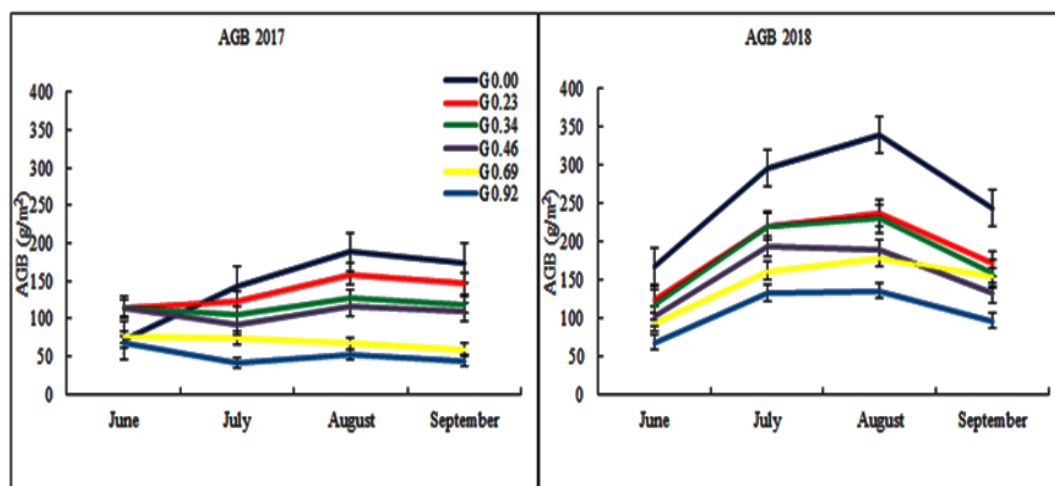 AGB 2017
G0.00
G0.23
G0.34
G0.46
G0.69
G0.92
AGB (g/m²)
400
350
300
250
200
150
100
50
0
June July August September
AGB 2018
AGB (g/m²)
400
350
300
250
200
150
100
50
0
June July August September